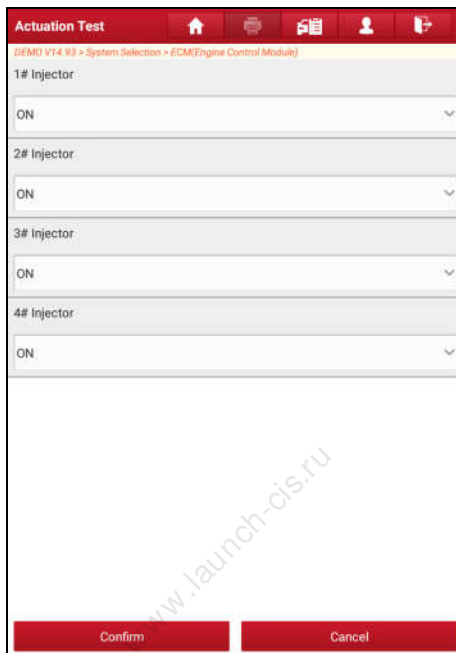 Actuation Test
DEMO V14.93 > System Selection > ECM(Engine Control Module)
1# Injector
ON
2# Injector
ON
3# Injector
ON
4# Injector
ON
www.launch-cis.ru
Confirm
Cancel